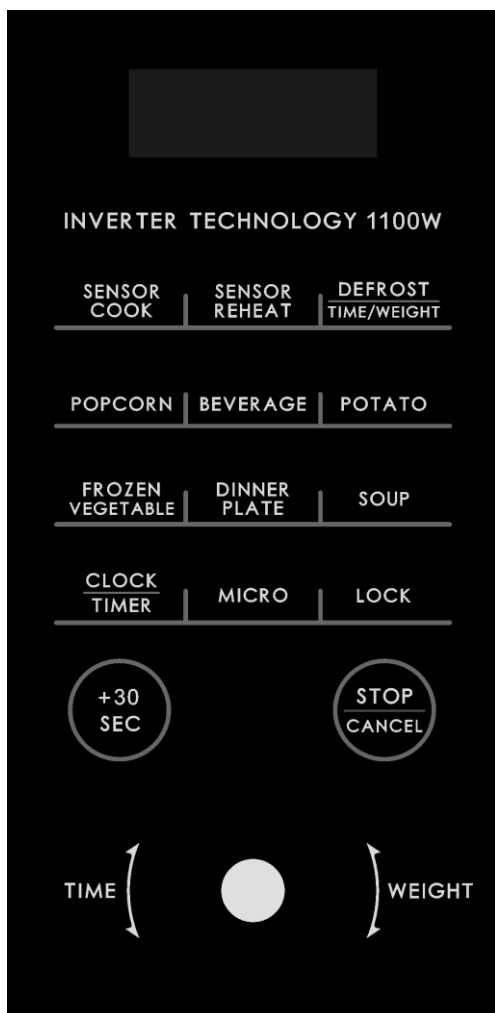 INVERTER TECHNOLOGY 1100W
SENSOR
COOK
SENSOR
REHEAT
DEFROST
TIME/WEIGHT
POPCORN
BEVERAGE
POTATO
FROZEN
VEGETABLE
DINNER
PLATE
SOUP
CLOCK
TIMER
MICRO
LOCK
+30
SEC
STOP
CANCEL
TIME
WEIGHT